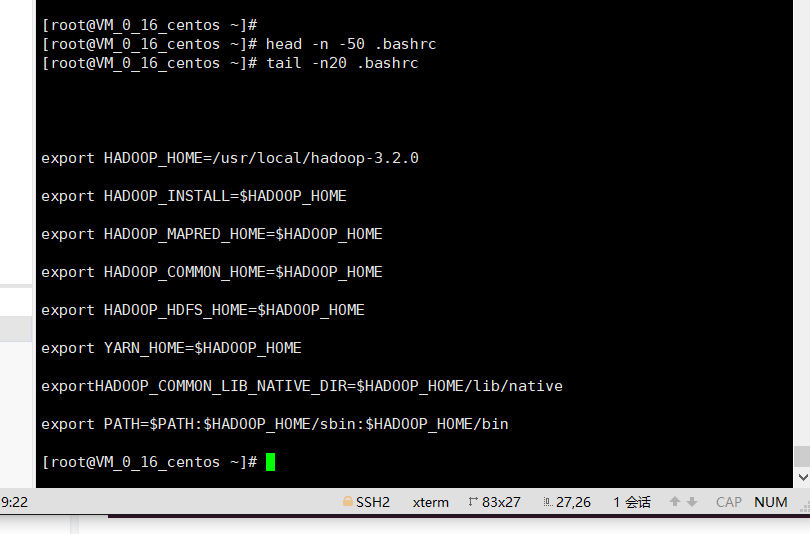 [root@VM_0_16_centos ~]#
[root@VM_0_16_centos ~]# head -n -50 .bashrc
[root@VM_0_16_centos ~]# tail -n20 .bashrc
export HADOOP_HOME=/usr/local/hadoop-3.2.0
export HADOOP_INSTALL=$HADOOP_HOME
export HADOOP_MAPRED_HOME=$HADOOP_HOME
export HADOOP_COMMON_HOME=$HADOOP_HOME
export HADOOP_HDFS_HOME=$HADOOP_HOME
export YARN_HOME=$HADOOP_HOME
exportHADOOP_COMMON_LIB_NATIVE_DIR=$HADOOP_HOME/lib/native
export PATH=$PATH:$HADOOP_HOME/sbin:$HADOOP_HOME/bin
[root@VM_0_16_centos ~]#
9:22 SSH2 xterm 83x27 27,26 1 会话 CAP NUM